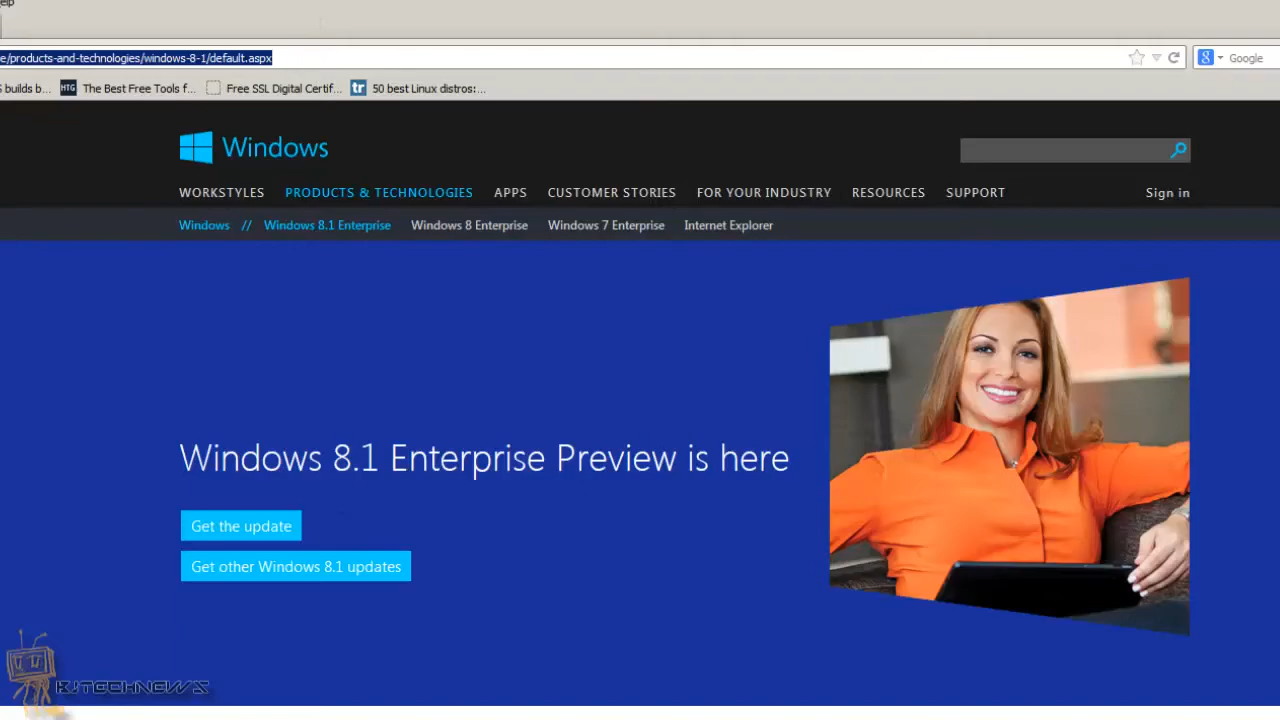 e/products-and-technologies/windows-8-1/default.aspx
Google
builds b...
HTG The Best Free Tools f...
Free SSL Digital Certif...
tr 50 best Linux distros:...
Windows
WORKSTYLES PRODUCTS & TECHNOLOGIES APPS CUSTOMER STORIES FOR YOUR INDUSTRY RESOURCES SUPPORT Sign in
Windows // Windows 8.1 Enterprise Windows 8 Enterprise Windows 7 Enterprise Internet Explorer
Windows 8.1 Enterprise Preview is here
Get the update
Get other Windows 8.1 updates